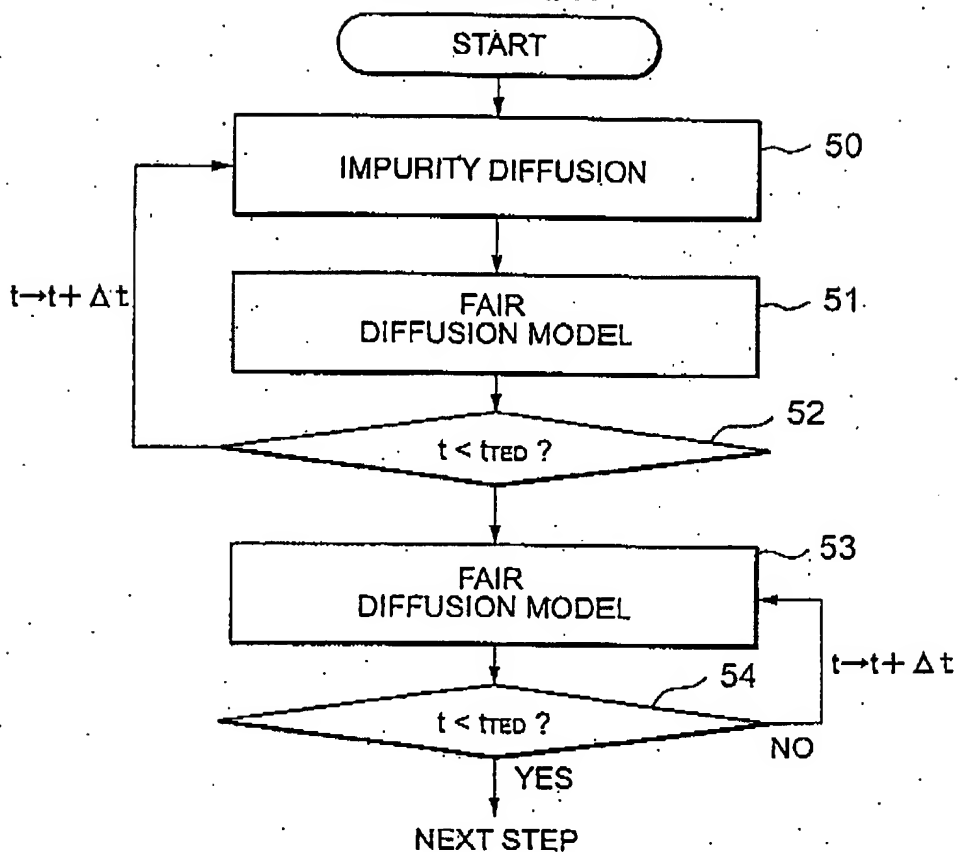 START
IMPURITY DIFFUSION
50
t→t+Δt
FAIR
DIFFUSION MODEL
51
t < tTED ?
52
FAIR
DIFFUSION MODEL
53
t→t+Δt
t < tTED ?
54
NO
YES
NEXT STEP